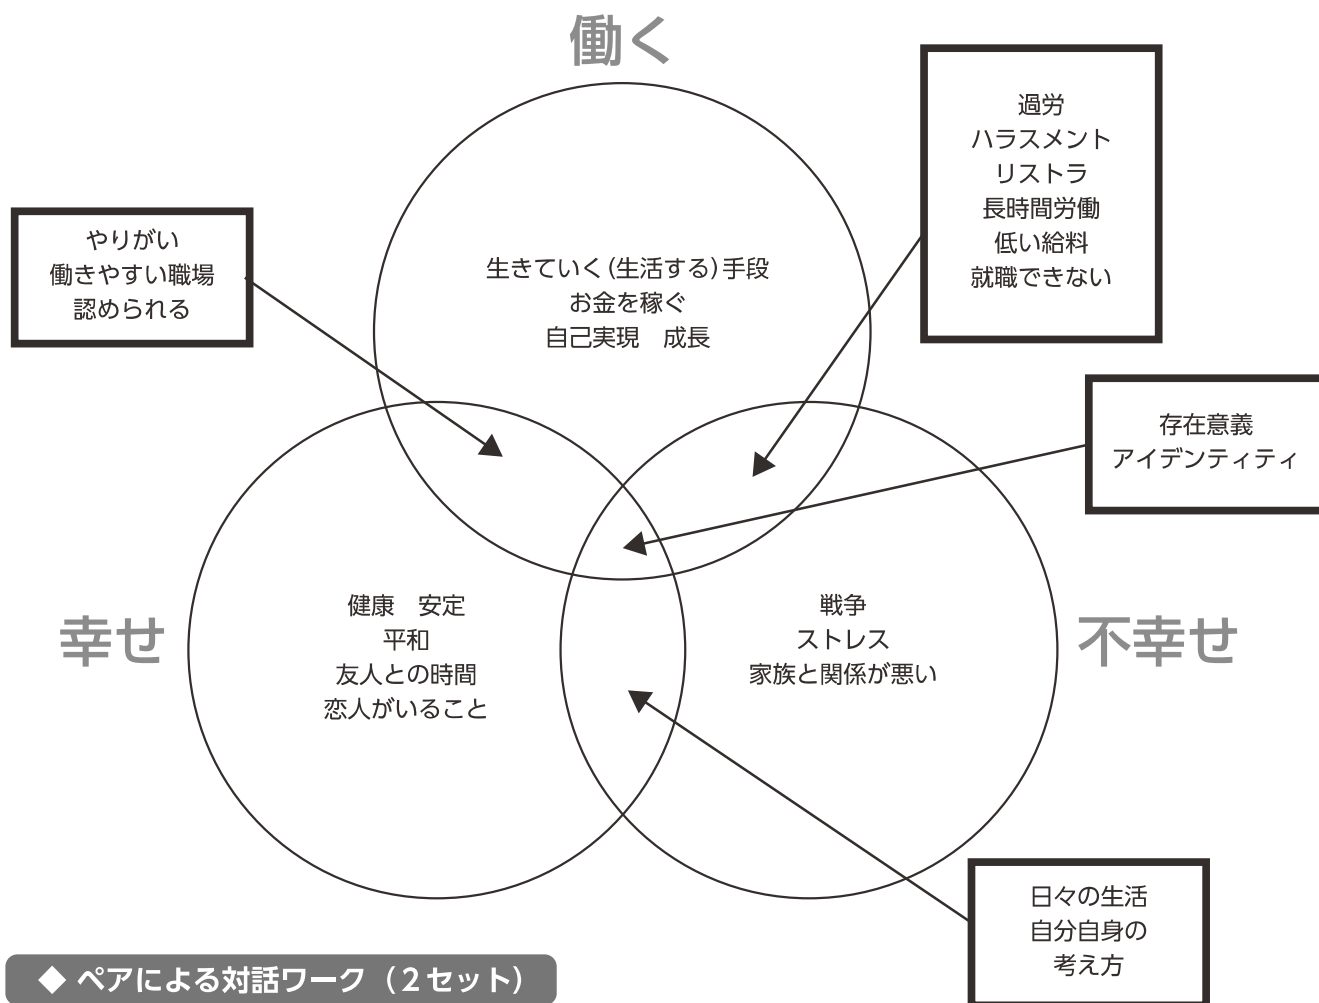 働く
過労
ハラスメント
リストラ
長時間労働
低い給料
就職できない
やりがい
働きやすい職場
認められる
生きていく（生活する）手段
お金を稼ぐ
自己実現　成長
存在意義
アイデンティティ
幸せ
健康　安定
平和
友人との時間
恋人がいること
戦争
ストレス
家族と関係が悪い
不幸せ
日々の生活
自分自身の
考え方
◆ ペアによる対話ワーク（２セット）